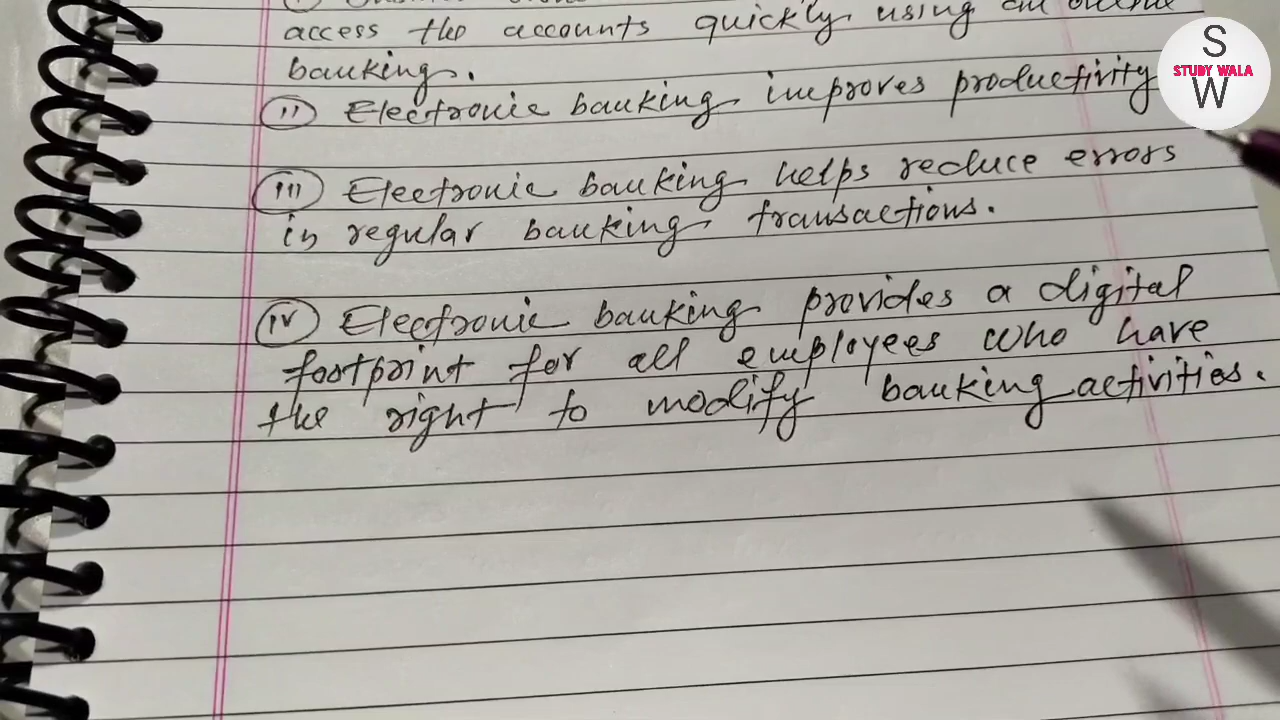 access the accounts quickly using an online
banking.
(ii) Electronic banking improves productivity
(iii) Electronic banking helps reduce errors
in regular banking transactions.
(iv) Electronic banking provides a digital
footprint for all employees who have
the right to modify banking activities.
S
STUDY WALA
W